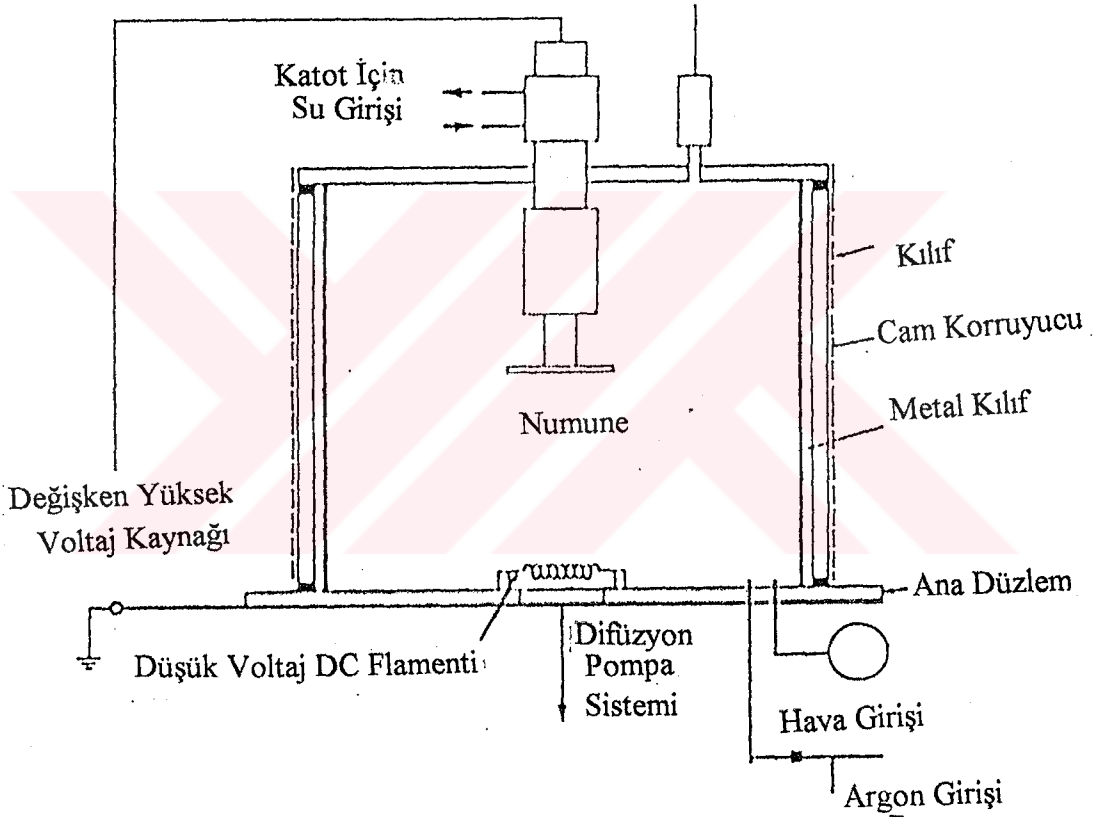 Katot İçin
Su Girişi
Kılıf
Cam Korruyucu
Metal Kılıf
Numune
Değişken Yüksek
Voltaj Kaynağı
Ana Düzlem
Düşük Voltaj DC Flamenti
Difüzyon
Pompa
Sistemi
Hava Girişi
Argon Girişi